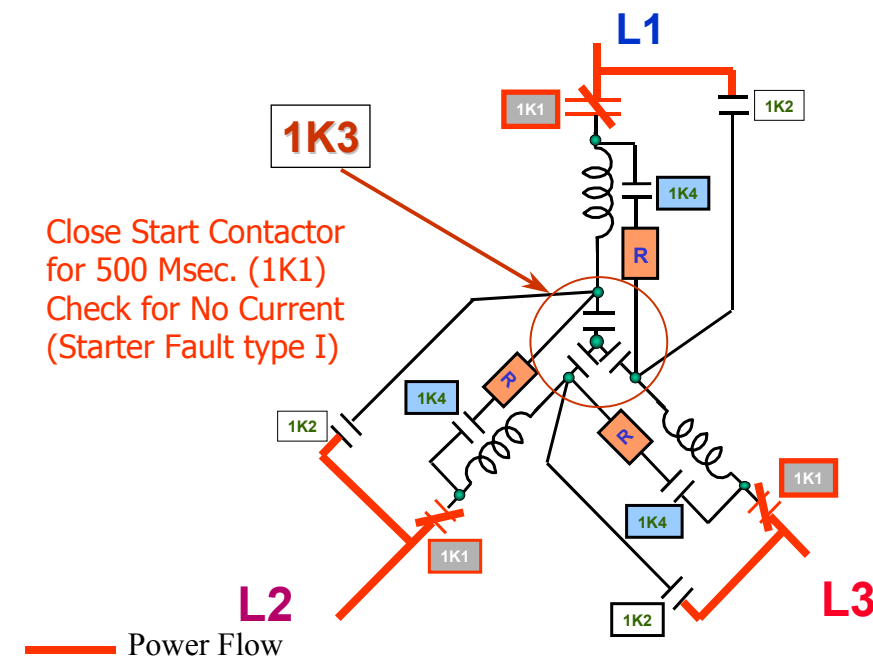 L1
1K1
1K2
1K3
1K4
R
Close Start Contactor
for 500 Msec. (1K1)
Check for No Current
(Starter Fault type I)
R
1K4
1K2
R
1K1
1K4
1K1
L2
L3
1K2
Power Flow